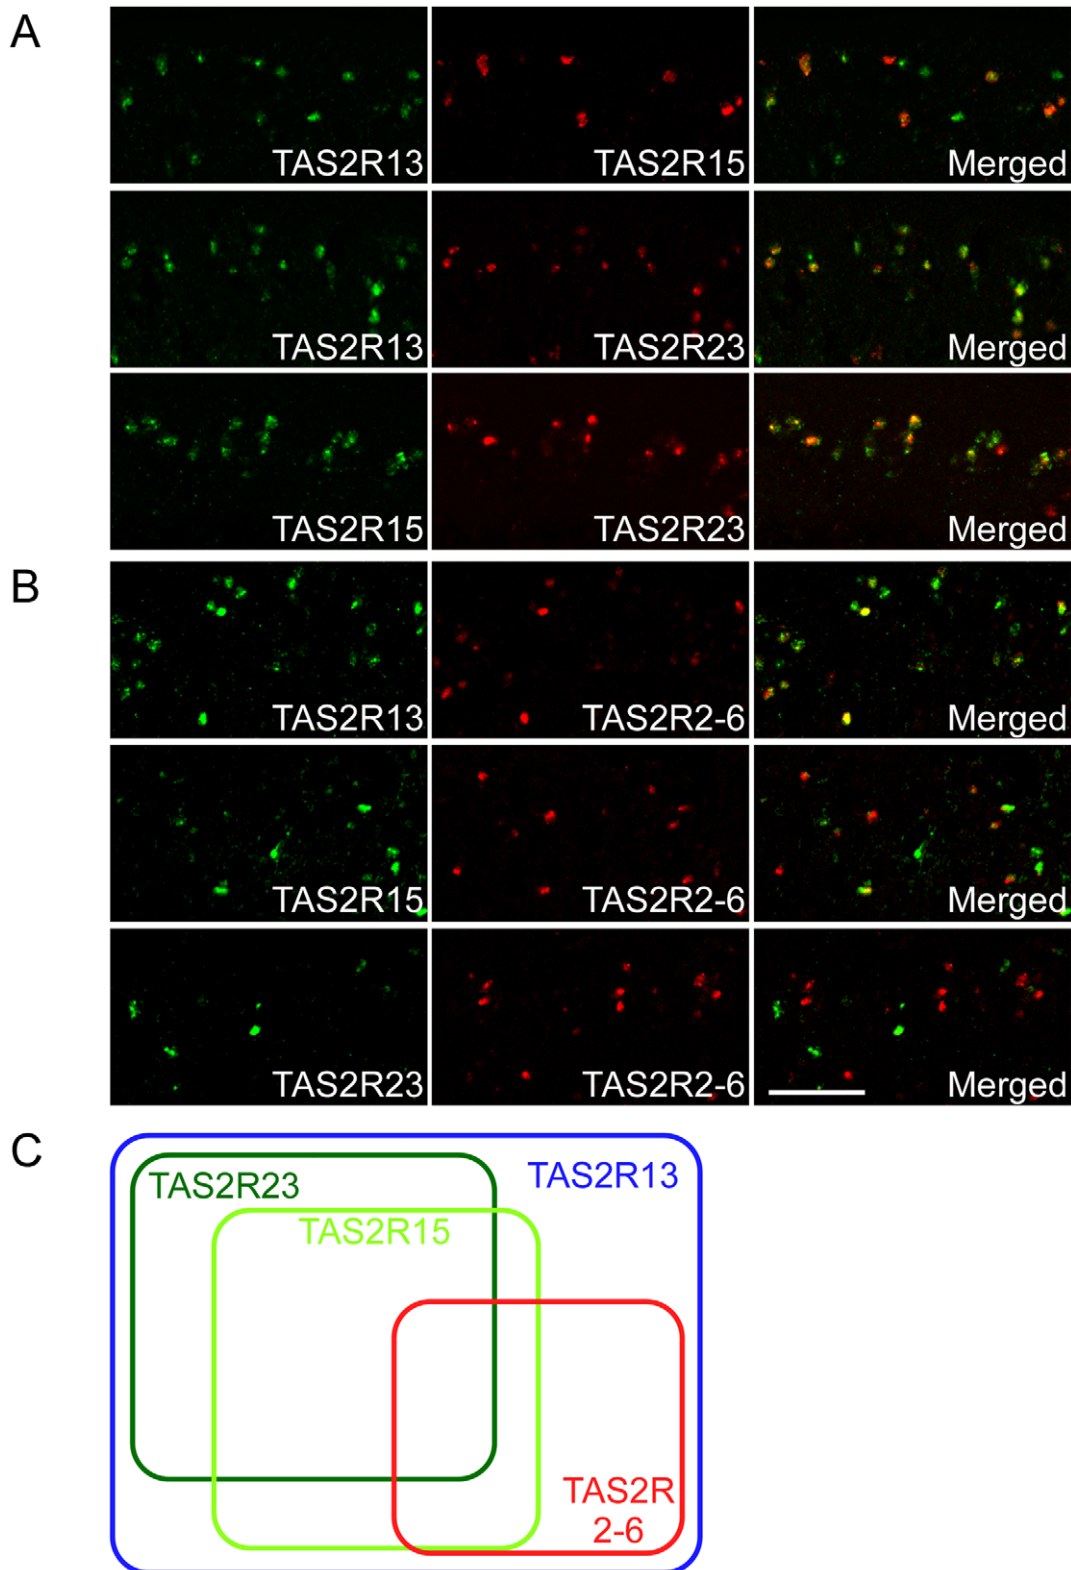 A
TAS2R13 TAS2R15 Merged
TAS2R13 TAS2R23 Merged
TAS2R15 TAS2R23 Merged
B
TAS2R13 TAS2R2-6 Merged
TAS2R15 TAS2R2-6 Merged
TAS2R23 TAS2R2-6 Merged
C
TAS2R23
TAS2R13
TAS2R15
TAS2R
2-6